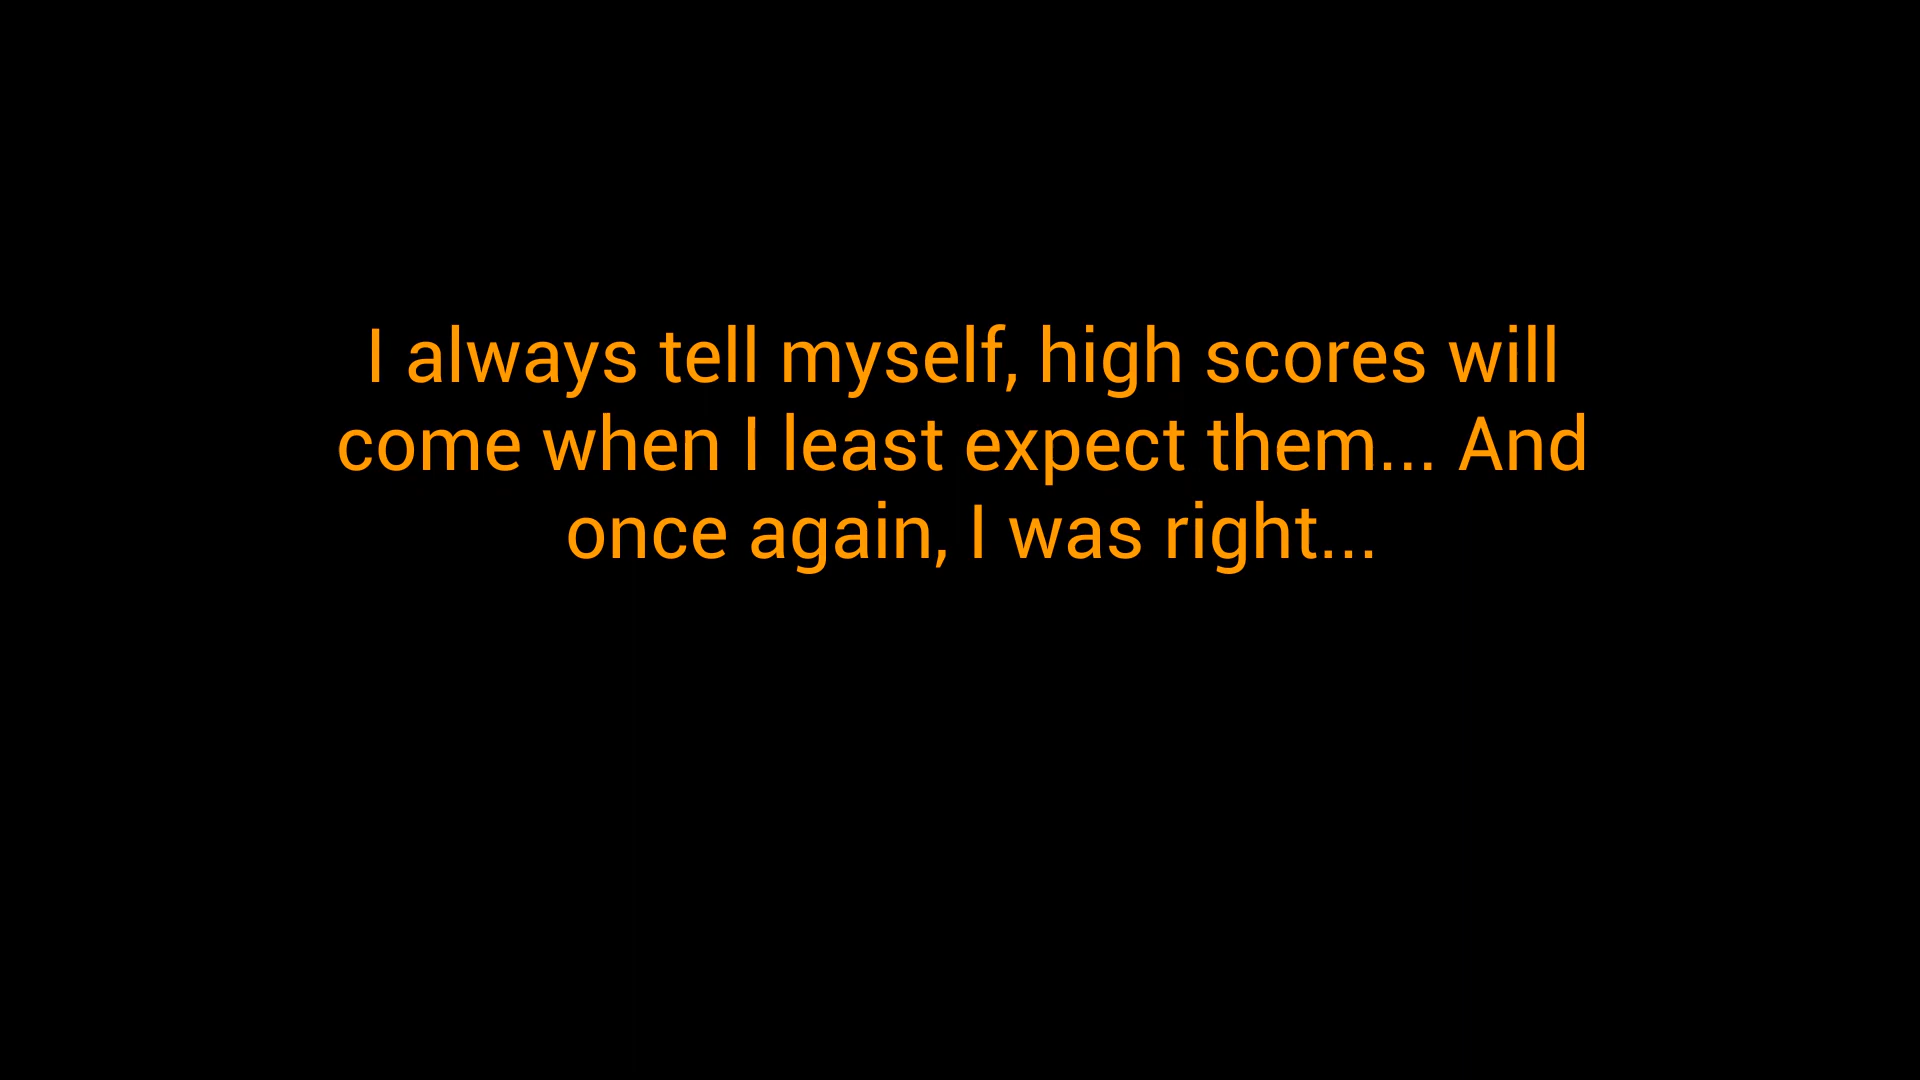 I always tell myself, high scores will
come when I least expect them... And
once again, I was right...